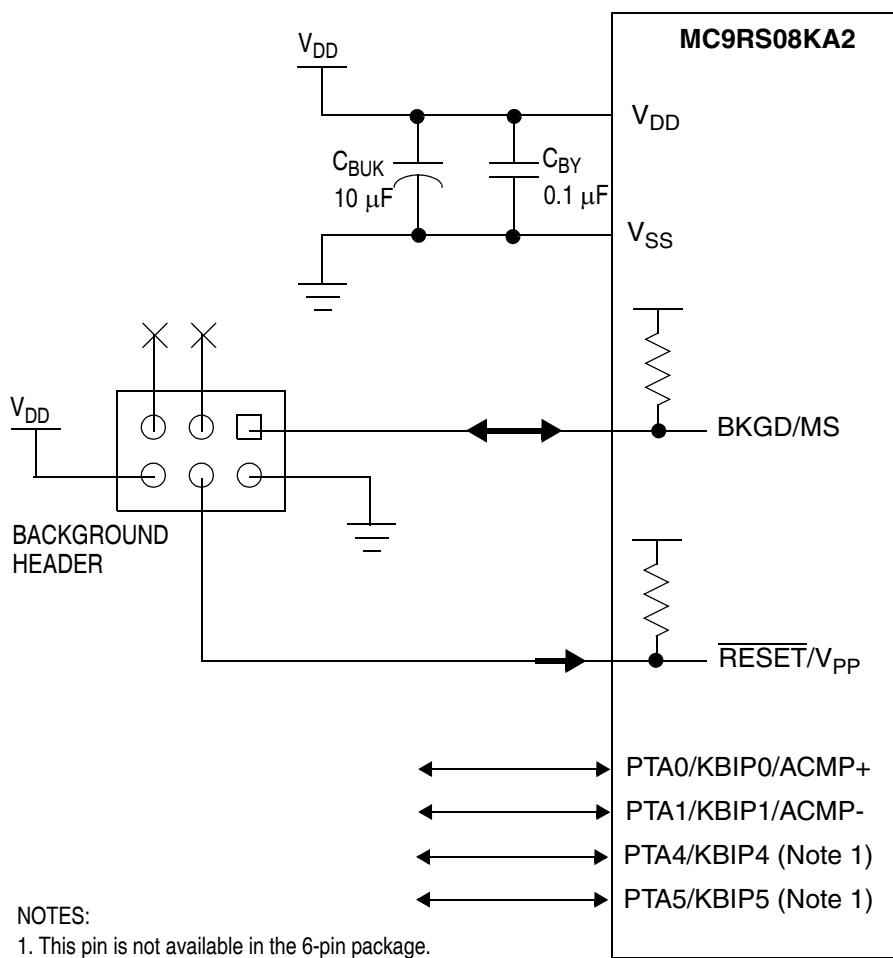 MC9RS08KA2
VDD
VDD
CBUK
10 μF
CBY
0.1 μF
VSS
VDD
BKGD/MS
BACKGROUND
HEADER
RESET/VPP
PTA0/KBIP0/ACMP+
PTA1/KBIP1/ACMP-
PTA4/KBIP4 (Note 1)
PTA5/KBIP5 (Note 1)
NOTES:
1. This pin is not available in the 6-pin package.